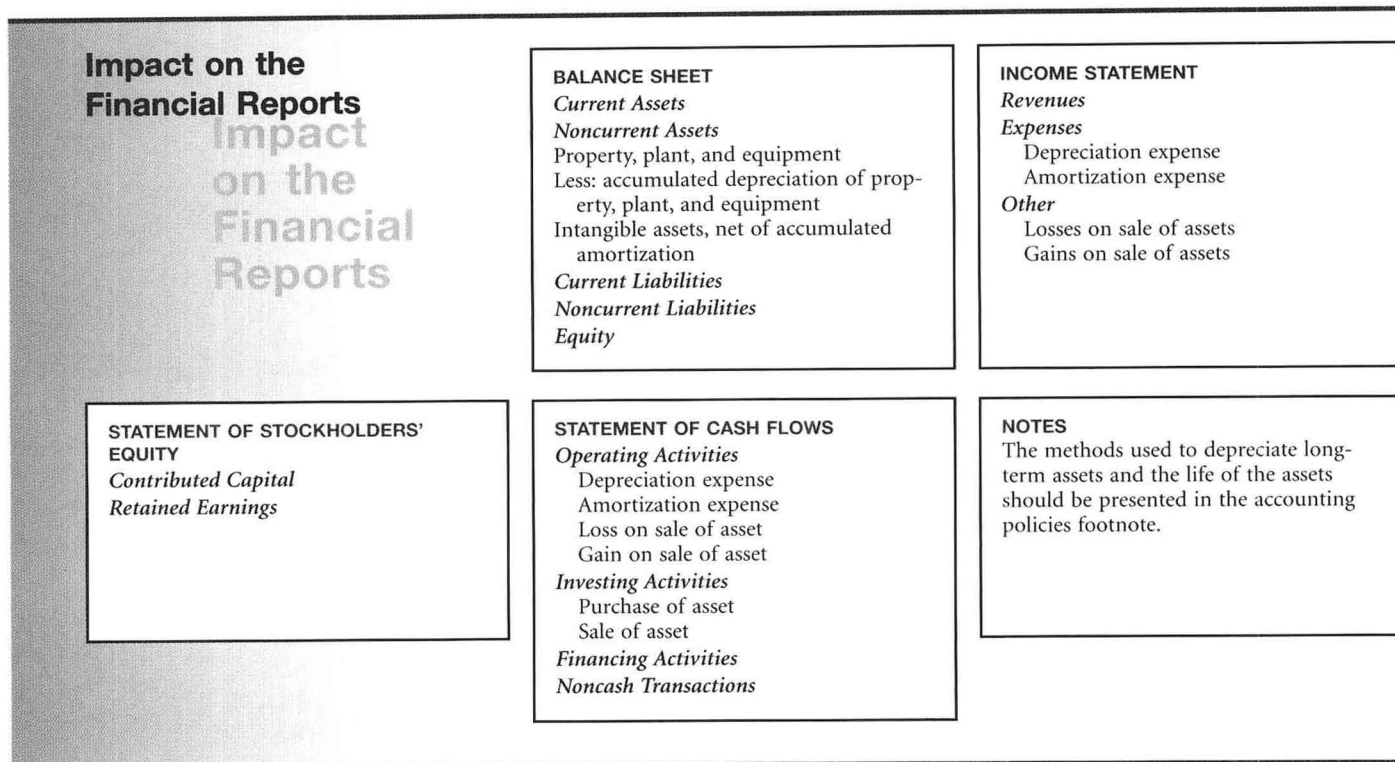 Impact on the
Financial Reports
Impact
on the
Financial
Reports
BALANCE SHEET
Current Assets
Noncurrent Assets
Property, plant, and equipment
Less: accumulated depreciation of prop-
erty, plant, and equipment
Intangible assets, net of accumulated
amortization
Current Liabilities
Noncurrent Liabilities
Equity
INCOME STATEMENT
Revenues
Expenses
Depreciation expense
Amortization expense
Other
Losses on sale of assets
Gains on sale of assets
STATEMENT OF STOCKHOLDERS'
EQUITY
Contributed Capital
Retained Earnings
STATEMENT OF CASH FLOWS
Operating Activities
Depreciation expense
Amortization expense
Loss on sale of asset
Gain on sale of asset
Investing Activities
Purchase of asset
Sale of asset
Financing Activities
Noncash Transactions
NOTES
The methods used to depreciate long-
term assets and the life of the assets
should be presented in the accounting
policies footnote.